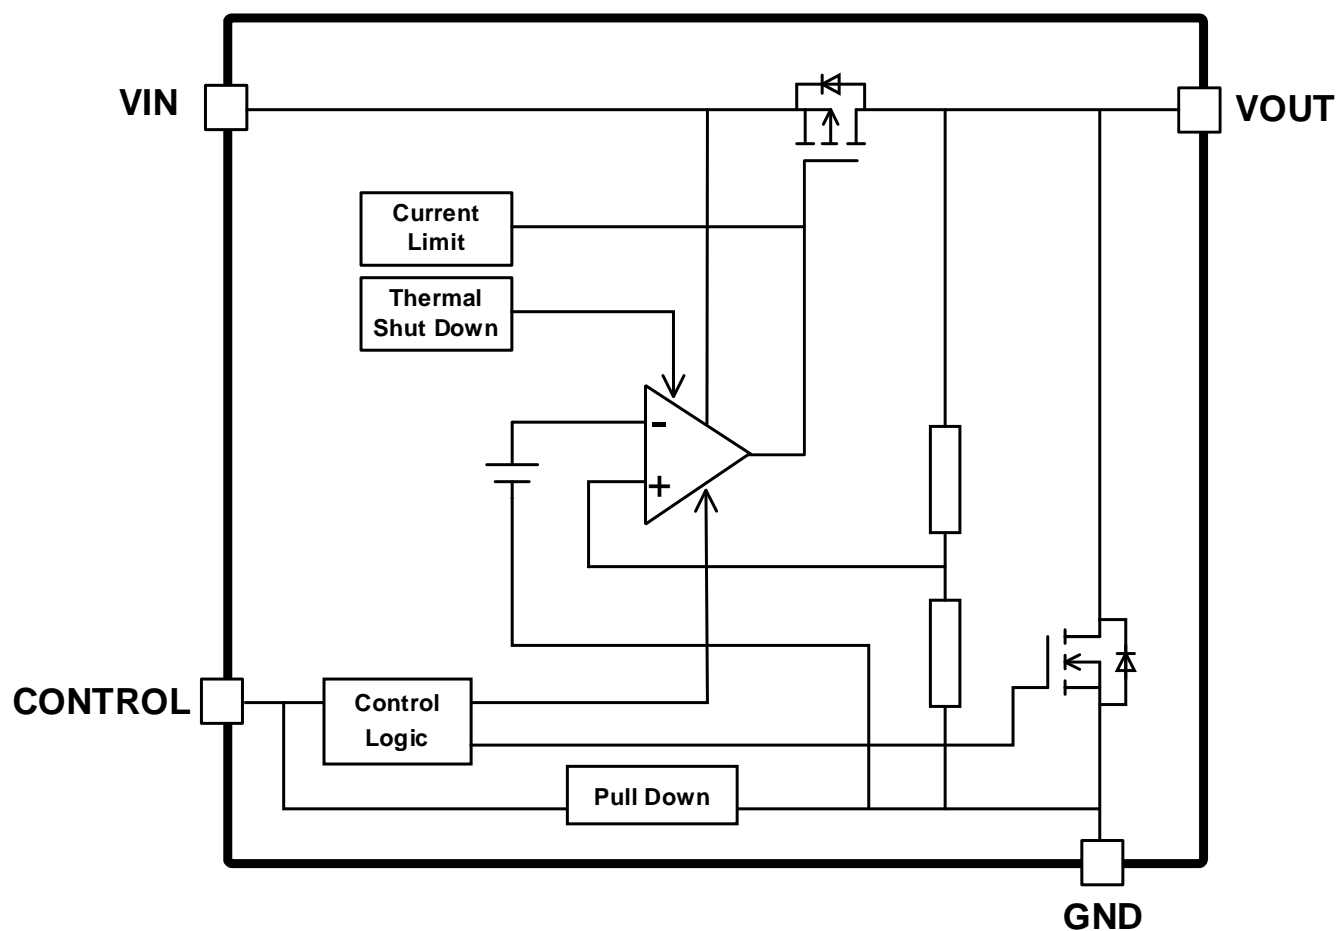 VIN
VOUT
Current
Limit
Thermal
Shut Down
-
+
CONTROL
Control
Logic
Pull Down
GND